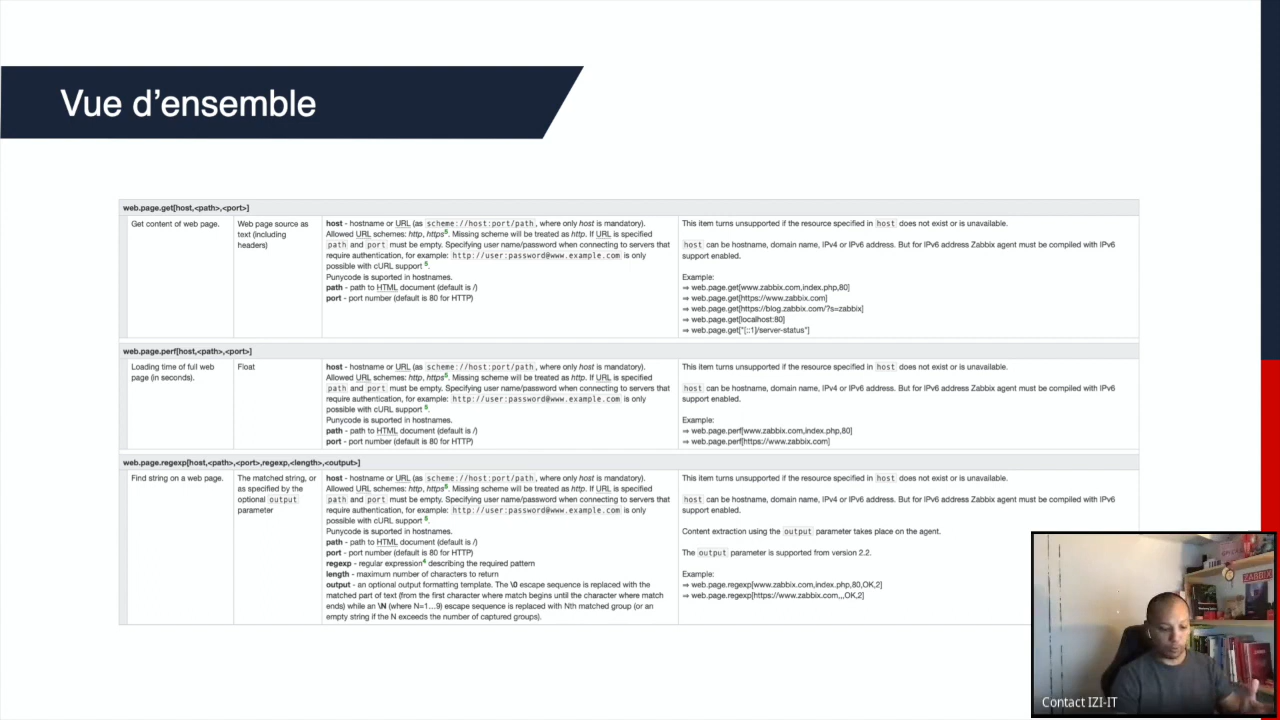 Vue d'ensemble
web.page.get[host,<path>,<port>]
Get content of web page.
Web page source as
text (including
headers)
host - hostname or URL (as scheme://host:port/path, where only host is mandatory).
Allowed URL schemes: http, https⁵. Missing scheme will be treated as http. If URL is specified
path and port must be empty. Specifying user name/password when connecting to servers that
require authentication, for example: http://user:password@www.example.com is only
possible with cURL support ⁵.
Punycode is suported in hostnames.
path - path to HTML document (default is /)
port - port number (default is 80 for HTTP)
This item turns unsupported if the resource specified in host does not exist or is unavailable.
host can be hostname, domain name, IPv4 or IPv6 address. But for IPv6 address Zabbix agent must be compiled with IPv6
support enabled.
Example:
⇒ web.page.get[www.zabbix.com,index.php,80]
⇒ web.page.get[https://www.zabbix.com]
⇒ web.page.get[https://blog.zabbix.com/?s=zabbix]
⇒ web.page.get[localhost:80]
⇒ web.page.get["[::1]/server-status"]
web.page.perf[host,<path>,<port>]
Loading time of full web
page (in seconds).
Float
host - hostname or URL (as scheme://host:port/path, where only host is mandatory).
Allowed URL schemes: http, https⁵. Missing scheme will be treated as http. If URL is specified
path and port must be empty. Specifying user name/password when connecting to servers that
require authentication, for example: http://user:password@www.example.com is only
possible with cURL support ⁵.
Punycode is suported in hostnames.
path - path to HTML document (default is /)
port - port number (default is 80 for HTTP)
This item turns unsupported if the resource specified in host does not exist or is unavailable.
host can be hostname, domain name, IPv4 or IPv6 address. But for IPv6 address Zabbix agent must be compiled with IPv6
support enabled.
Example:
⇒ web.page.perf[www.zabbix.com,index.php,80]
⇒ web.page.perf[https://www.zabbix.com]
web.page.regexp[host,<path>,<port>,regexp,<length>,<output>]
Find string on a web page.
The matched string, or
as specified by the
optional output
parameter
host - hostname or URL (as scheme://host:port/path, where only host is mandatory).
Allowed URL schemes: http, https⁵. Missing scheme will be treated as http. If URL is specified
path and port must be empty. Specifying user name/password when connecting to servers that
require authentication, for example: http://user:password@www.example.com is only
possible with cURL support ⁵.
Punycode is suported in hostnames.
path - path to HTML document (default is /)
port - port number (default is 80 for HTTP)
regexp - regular expression⁴ describing the required pattern
length - maximum number of characters to return
output - an optional output formatting template. The \0 escape sequence is replaced with the
matched part of text (from the first character where match begins until the character where match
ends) while an \N (where N=1...9) escape sequence is replaced with Nth matched group (or an
empty string if the N exceeds the number of captured groups).
This item turns unsupported if the resource specified in host does not exist or is unavailable.
host can be hostname, domain name, IPv4 or IPv6 address. But for IPv6 address Zabbix agent must be compiled with IPv6
support enabled.
Content extraction using the output parameter takes place on the agent.
The output parameter is supported from version 2.2.
Example:
⇒ web.page.regexp[www.zabbix.com,index.php,80,OK,2]
⇒ web.page.regexp[https://www.zabbix.com,,,OK,2]
ZABBIX
Contact IZI-IT